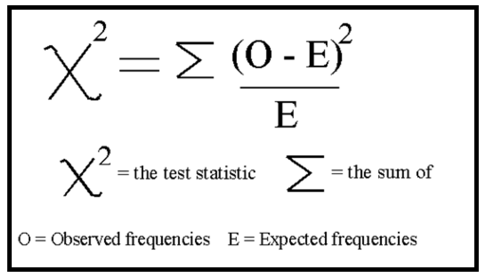 χ² = Σ (O - E)² / E
χ² = the test statistic Σ = the sum of
O = Observed frequencies E = Expected frequencies